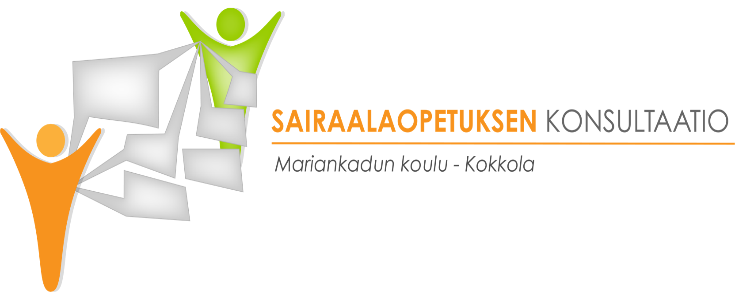 SAIRAALAOPETUKSEN KONSULTAATIO
Mariankadun koulu - Kokkola